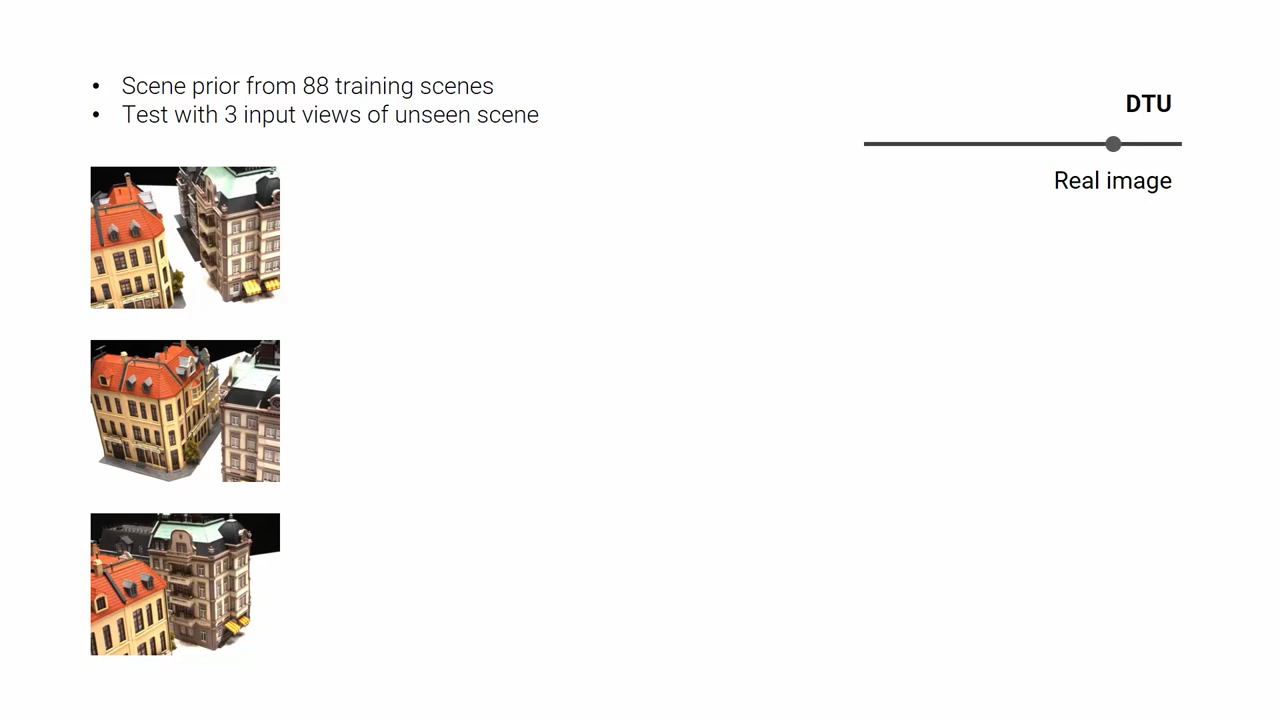 • Scene prior from 88 training scenes
• Test with 3 input views of unseen scene
DTU
Real image